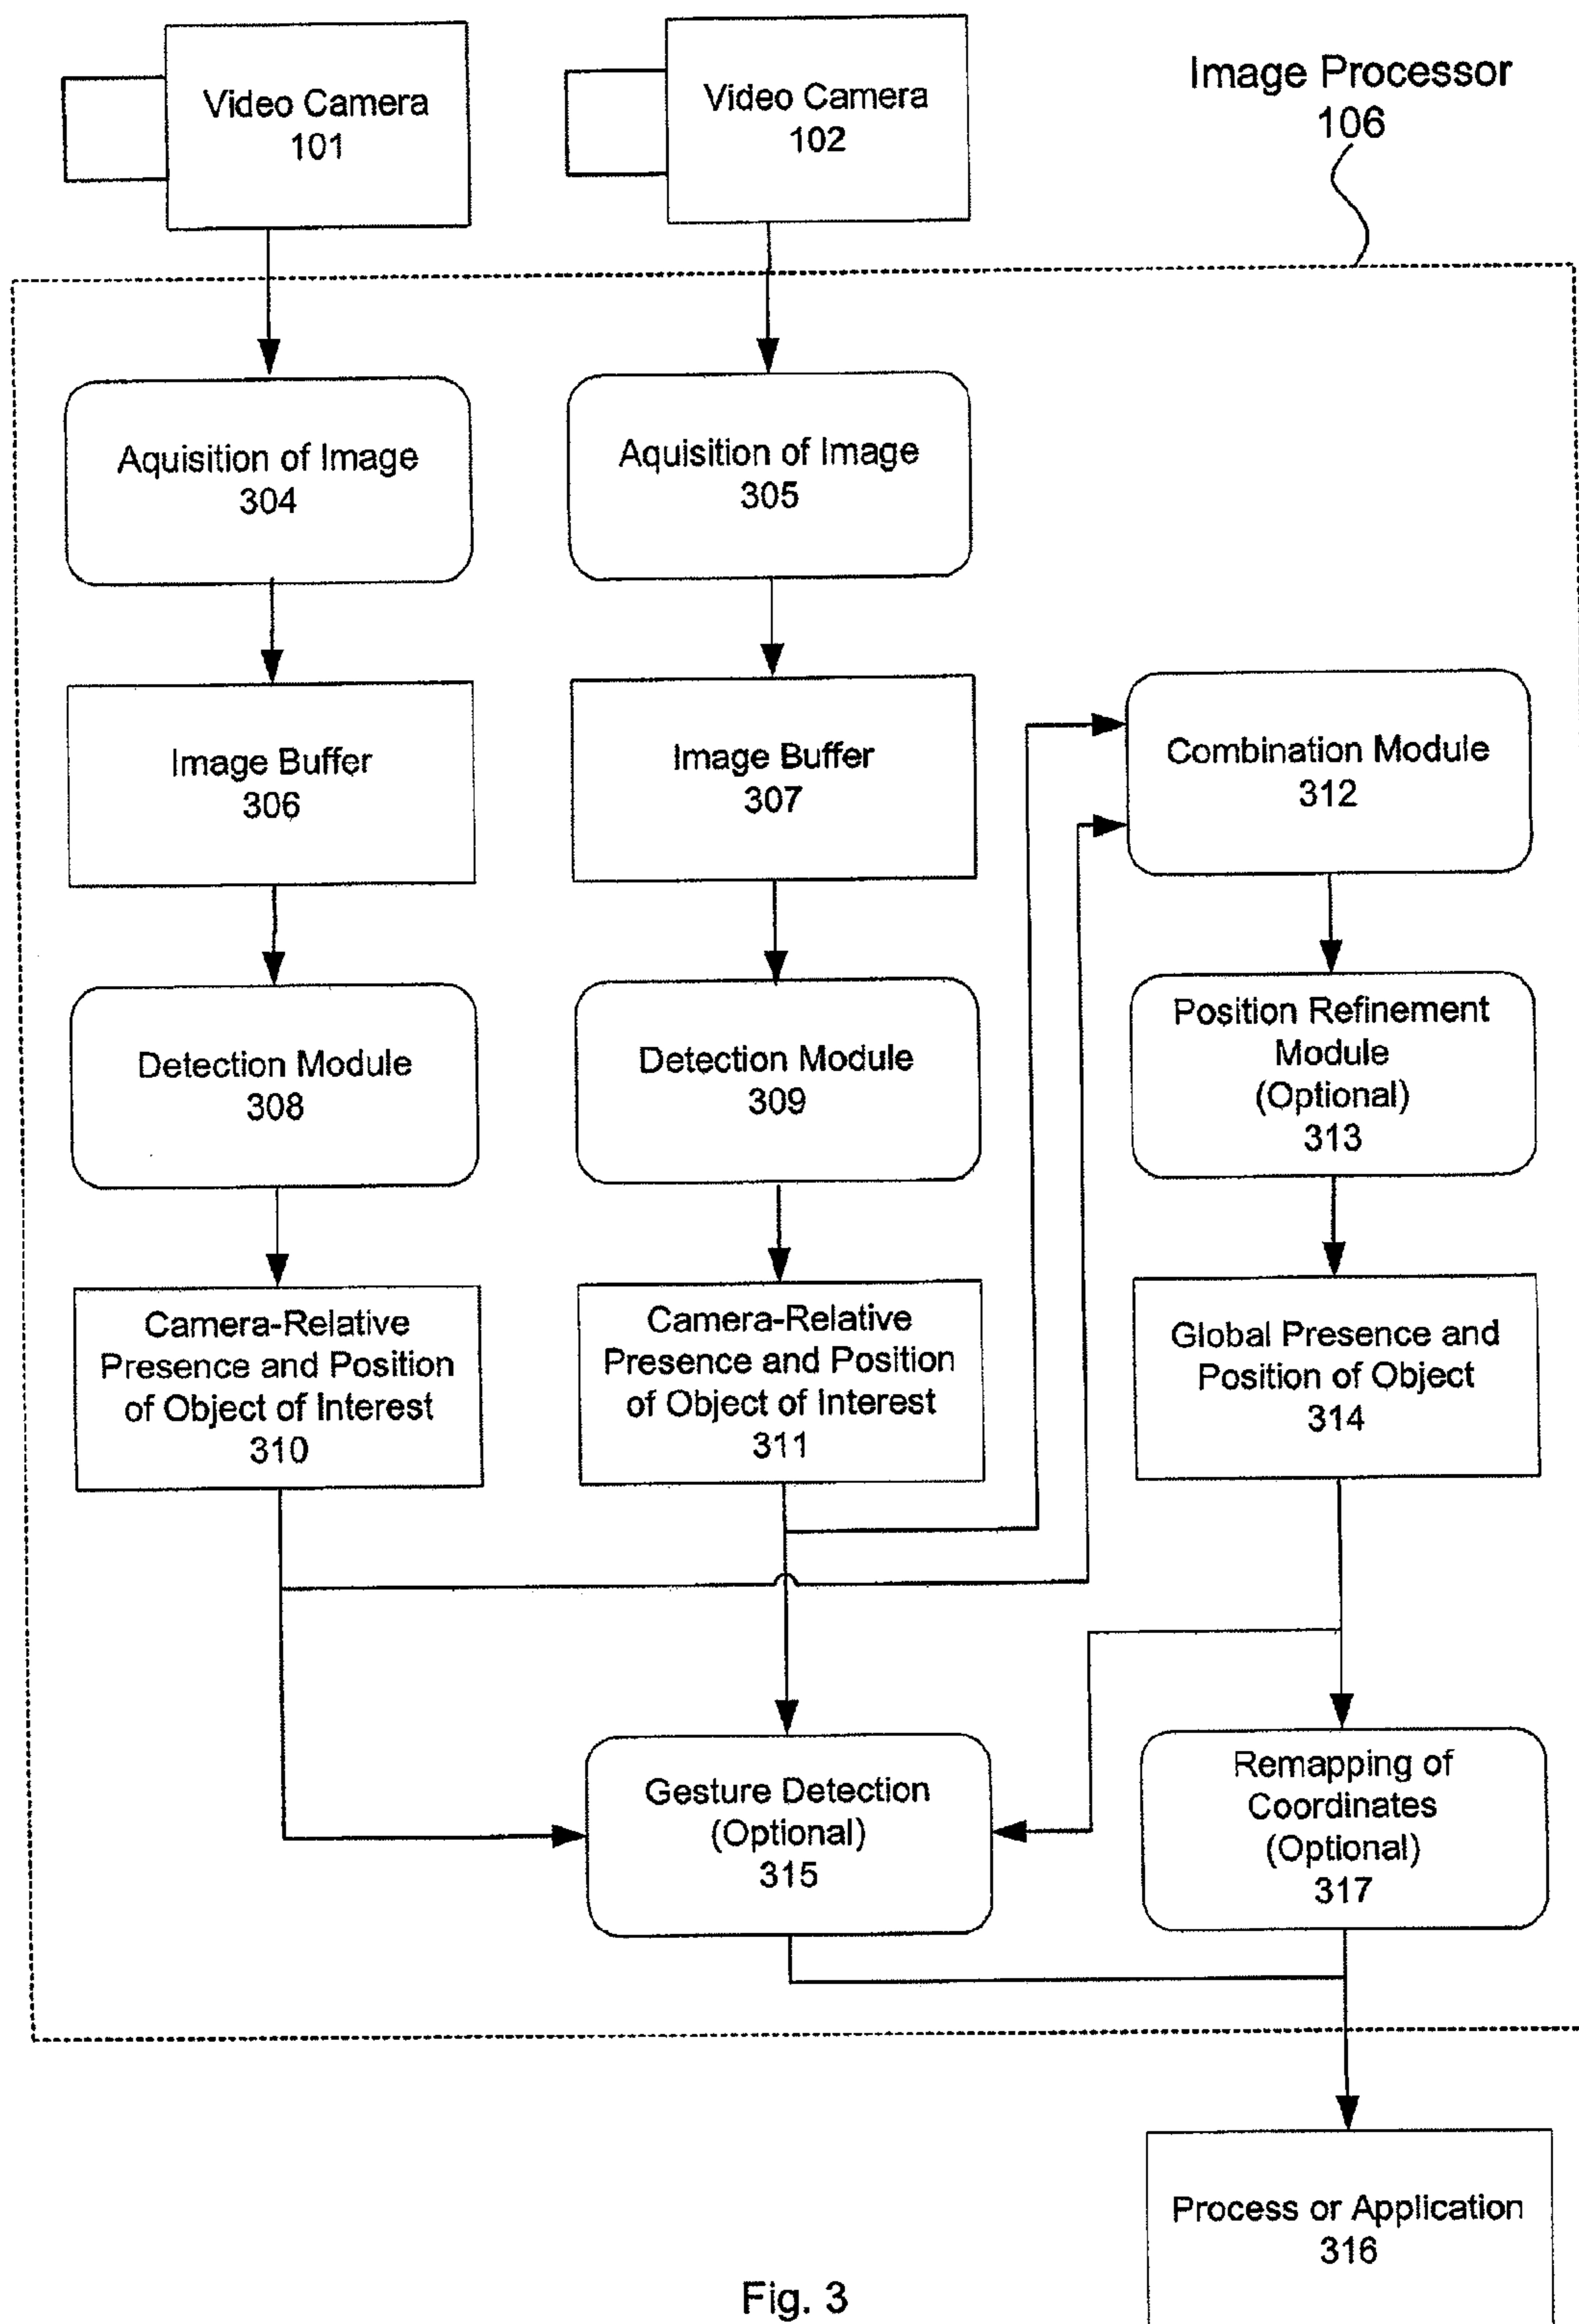 Video Camera
101
Video Camera
102
Image Processor
106
Aquisition of Image
304
Aquisition of Image
305
Image Buffer
306
Image Buffer
307
Combination Module
312
Detection Module
308
Detection Module
309
Position Refinement
Module
(Optional)
313
Camera-Relative
Presence and Position
of Object of Interest
310
Camera-Relative
Presence and Position
of Object of Interest
311
Global Presence and
Position of Object
314
Gesture Detection
(Optional)
315
Remapping of
Coordinates
(Optional)
317
Process or Application
316
Fig. 3